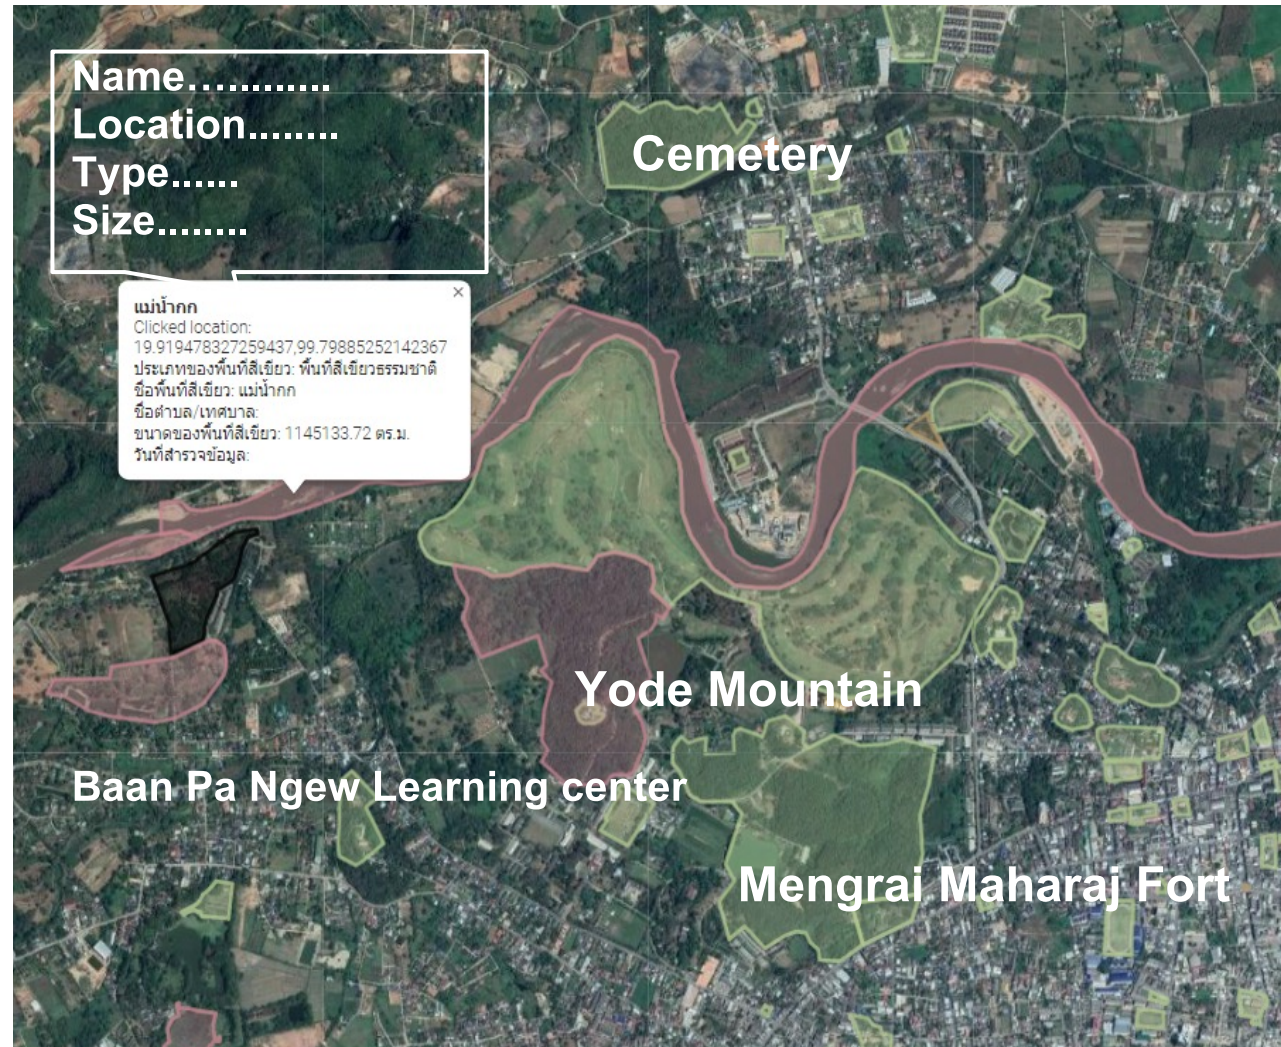 Name…..........
Location........
Type......
Size........
Cemetery
×
แม่น้ำกก
Clicked location:
19.919478327259437,99.79885252142367
ประเภทของพื้นที่สีเขียว: พื้นที่สีเขียวธรรมชาติ
ชื่อพื้นที่สีเขียว: แม่น้ำกก
ชื่อตำบล/เทศบาล:
ขนาดของพื้นที่สีเขียว: 1145133.72 ตร.ม.
วันที่สำรวจข้อมูล:
Yode Mountain
Baan Pa Ngew Learning center
Mengrai Maharaj Fort